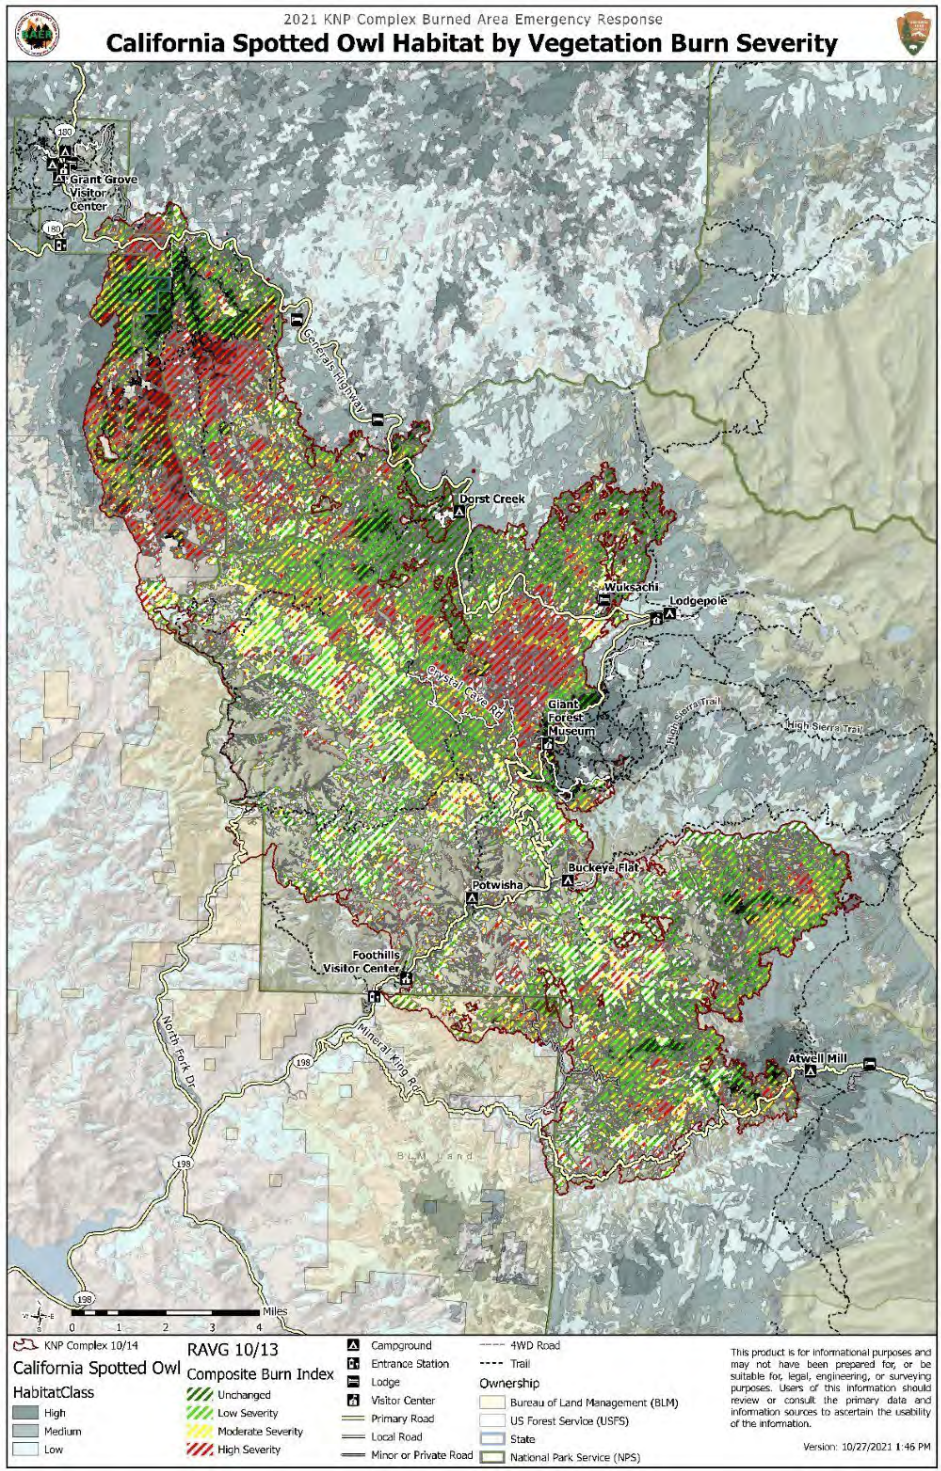 2021 KNP Complex Burned Area Emergency Response
BAER
California Spotted Owl Habitat by Vegetation Burn Severity
180
Grant Grove
Visitor
Center
180
Generals Highway
Dorst Creek
Wuksachi
Lodgepole
Crystal Cave Rd
Giant
Forest
Museum
High Sierra Trail
High Sierra Trail
Buckeye Flat
Potwisha
Foothills
Visitor Center
North Fork Dr
Mineral King Rd
198
Atwell Mill
BLM Land
198
198
0 1 2 3 4 Miles
KNP Complex 10/14
California Spotted Owl
HabitatClass
High
Medium
Low
RAVG 10/13
Composite Burn Index
Unchanged
Low Severity
Moderate Severity
High Severity
Campground
Entrance Station
Lodge
Visitor Center
Primary Road
Local Road
Minor or Private Road
4WD Road
Trail
Ownership
Bureau of Land Management (BLM)
US Forest Service (USFS)
State
National Park Service (NPS)
This product is for informational purposes and
may not have been prepared for, or be
suitable for, legal, engineering, or surveying
purposes. Users of this information should
review or consult the primary data and
information sources to ascertain the usability
of the information.
Version: 10/27/2021 1:46 PM